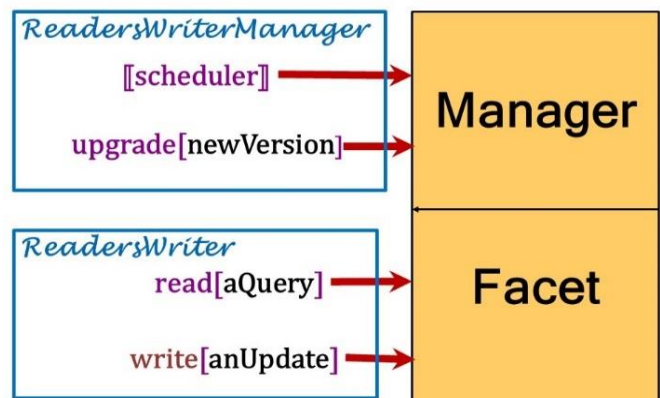 ReadersWriterManager
⟦scheduler⟧
upgrade[newVersion]
Manager
ReadersWriter
read[aQuery]
write[anUpdate]
Facet